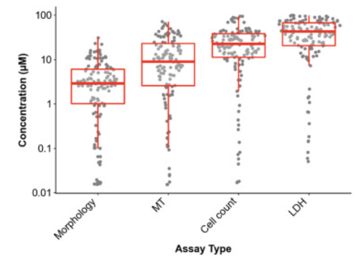 100
10
1
0.1
0.01
Concentration (µM)
Morphology
MT
Cell count
LDH
Assay Type